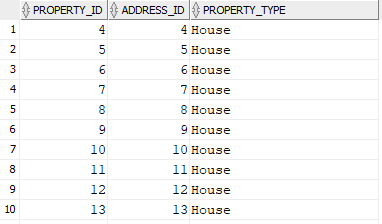 PROPERTY_ID ADDRESS_ID PROPERTY_TYPE
1 4 4 House
2 5 5 House
3 6 6 House
4 7 7 House
5 8 8 House
6 9 9 House
7 10 10 House
8 11 11 House
9 12 12 House
10 13 13 House